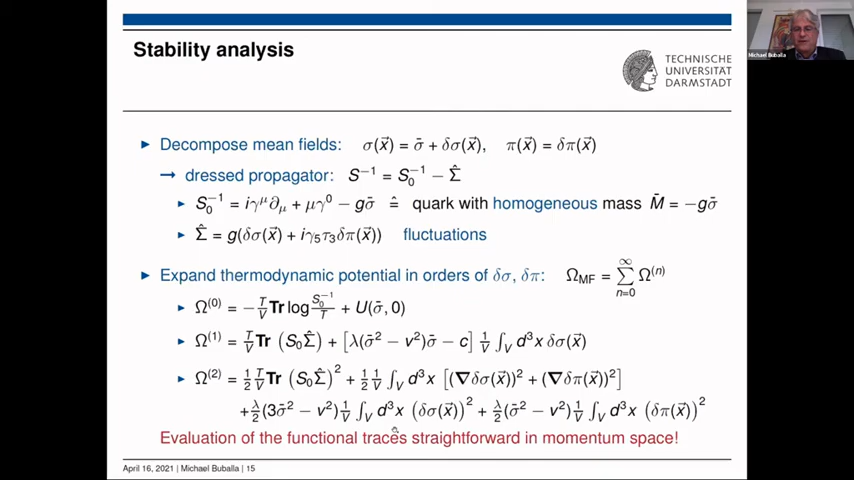 Stability analysis
TECHNISCHE
UNIVERSITÄT
DARMSTADT
Michael Buballa
► Decompose mean fields: σ(x⃗) = σ̄ + δσ(x⃗), π(x⃗) = δπ(x⃗)
→ dressed propagator: S⁻¹ = S₀⁻¹ − Σ̂
► S₀⁻¹ = iγ^μ∂_μ + μγ⁰ − gσ̄ ≙ quark with homogeneous mass M̄ = −gσ̄
► Σ̂ = g(δσ(x⃗) + iγ₅τ₃δπ(x⃗)) fluctuations
► Expand thermodynamic potential in orders of δσ, δπ: Ω_MF = ∑_{n=0}^{∞} Ω^(n)
► Ω^(0) = −T/V Tr log S₀⁻¹/T + U(σ̄, 0)
► Ω^(1) = T/V Tr (S₀Σ̂) + [λ(σ̄² − v²)σ̄ − c] 1/V ∫_V d³x δσ(x⃗)
► Ω^(2) = 1/2 T/V Tr (S₀Σ̂)² + 1/2 1/V ∫_V d³x [(∇δσ(x⃗))² + (∇δπ(x⃗))²]
+ λ/2 (3σ̄² − v²) 1/V ∫_V d³x (δσ(x⃗))² + λ/2 (σ̄² − v²) 1/V ∫_V d³x (δπ(x⃗))²
Evaluation of the functional traces straightforward in momentum space!
April 16, 2021 | Michael Buballa | 15